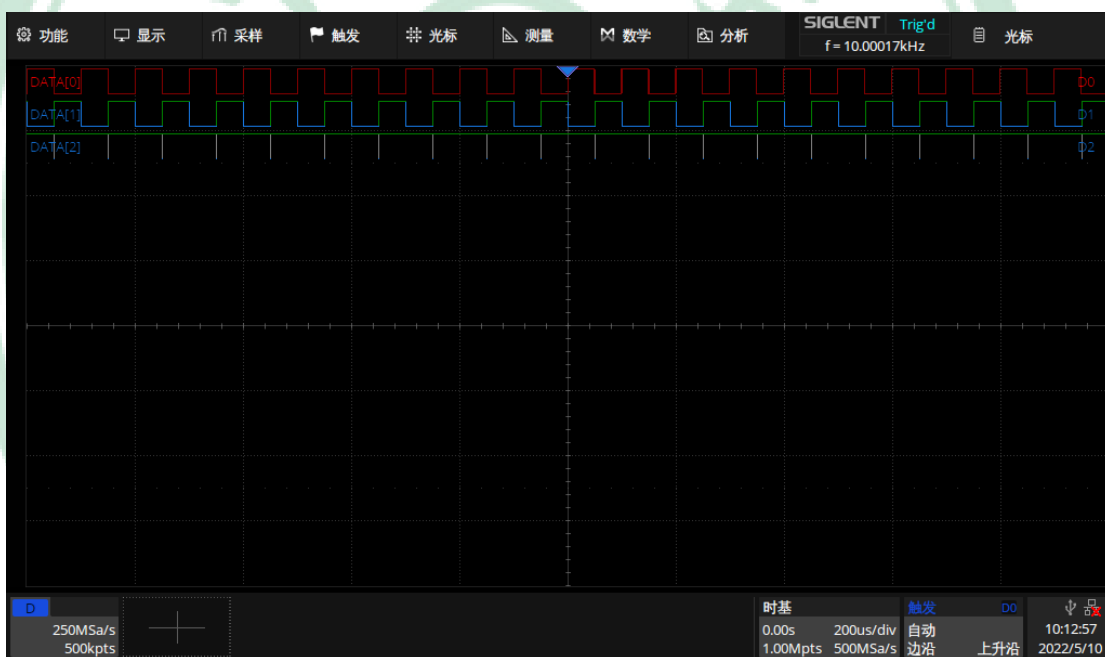 功能 显示 采样 触发 光标 测量 数学 分析 SIGLENT Trig'd 光标
f = 10.00017kHz
DATA[0] D0
DATA[1] D1
DATA[2] D2
D 时基 触发 D0
250MSa/s 0.00s 200us/div 自动 10:12:57
500kpts 1.00Mpts 500MSa/s 边沿 上升沿 2022/5/10